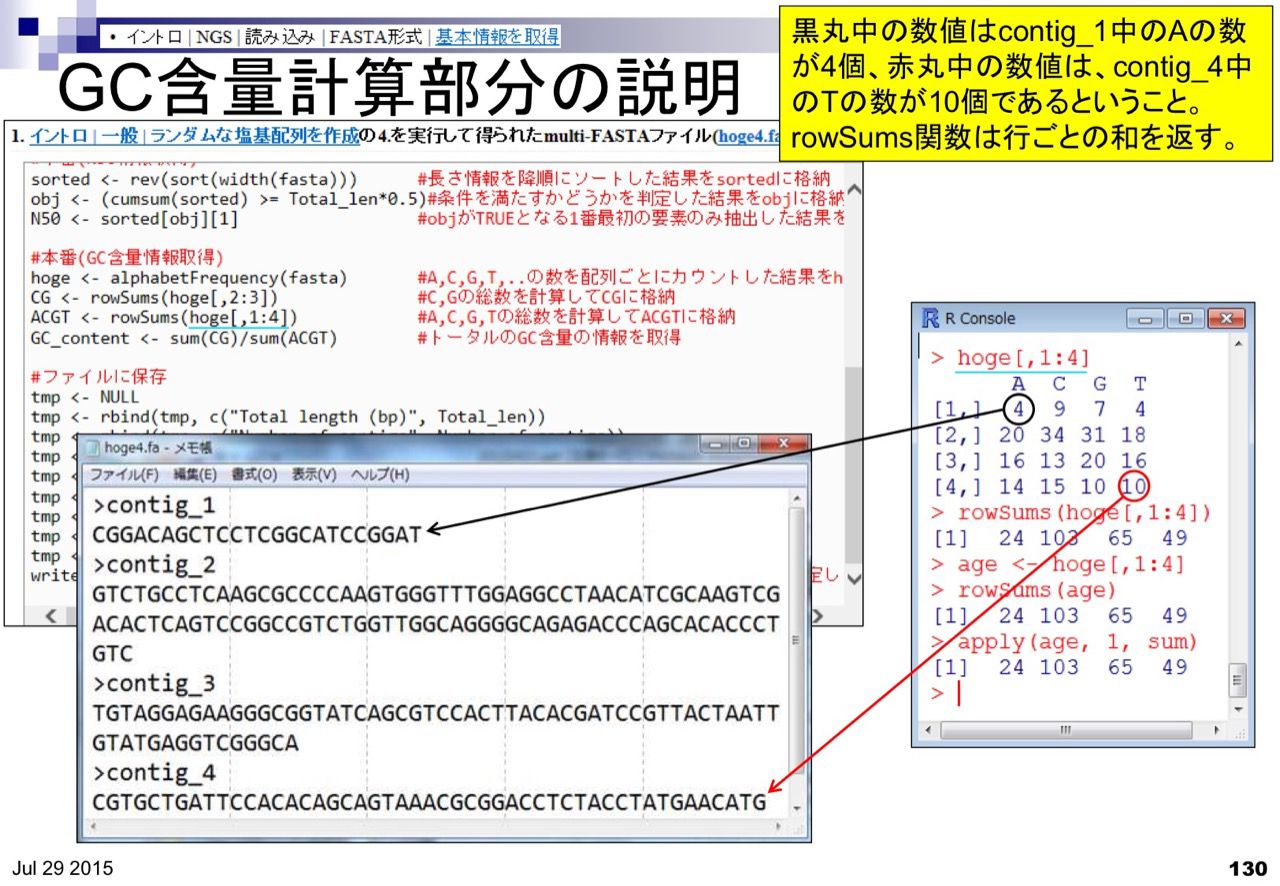 • イントロ | NGS | 読み込み | FASTA形式 | 基本情報を取得
GC含量計算部分の説明
黒丸中の数値はcontig_1中のAの数
が4個、赤丸中の数値は、contig_4中
のTの数が10個であるということ。
rowSums関数は行ごとの和を返す。
1. イントロ | 一般 | ランダムな塩基配列を作成の4.を実行して得られたmulti-FASTAファイル(hoge4.fa
sorted <- rev(sort(width(fasta))) #長さ情報を降順にソートした結果をsortedに格納
obj <- (cumsum(sorted) >= Total_len*0.5)#条件を満たすかどうかを判定した結果をobjに格納
N50 <- sorted[obj][1] #objがTRUEとなる1番最初の要素のみ抽出した結果を
#本番(GC含量情報取得)
hoge <- alphabetFrequency(fasta) #A,C,G,T,..の数を配列ごとにカウントした結果をh
CG <- rowSums(hoge[,2:3]) #C,Gの総数を計算してCGに格納
ACGT <- rowSums(hoge[,1:4]) #A,C,G,Tの総数を計算してACGTに格納
GC_content <- sum(CG)/sum(ACGT) #トータルのGC含量の情報を取得
#ファイルに保存
tmp <- NULL
tmp <- rbind(tmp, c("Total length (bp)", Total_len))
tmp
tmp <
tmp <
tmp <
tmp <
tmp <
tmp <
write
定し
hoge4.fa - メモ帳
ファイル(F) 編集(E) 書式(O) 表示(V) ヘルプ(H)
>contig_1
CGGACAGCTCCTCGGCATCCGGAT
>contig_2
GTCTGCCTCAAGCGCCCCAAGTGGGTTTGGAGGCCTAACATCGCAAGTCG
ACACTCAGTCCGGCCGTCTGGTTGGCAGGGGCAGAGACCCAGCACACCCT
GTC
>contig_3
TGTAGGAGAAGGGCGGTATCAGCGTCCACTTACACGATCCGTTACTAATT
GTATGAGGTCGGGCA
>contig_4
CGTGCTGATTCCACACAGCAGTAAACGCGGACCTCTACCTATGAACATG
R Console
> hoge[,1:4]
A C G T
[1,] 4 9 7 4
[2,] 20 34 31 18
[3,] 16 13 20 16
[4,] 14 15 10 10
> rowSums(hoge[,1:4])
[1] 24 103 65 49
> age <- hoge[,1:4]
> rowSums(age)
[1] 24 103 65 49
> apply(age, 1, sum)
[1] 24 103 65 49
>
Jul 29 2015
130